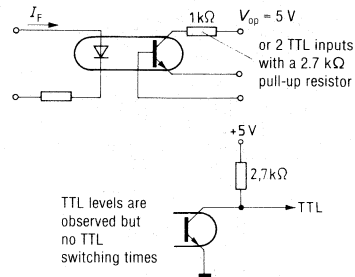 I_F
1kΩ
V_op = 5 V
or 2 TTL inputs
with a 2.7 kΩ
pull-up resistor
+5 V
2,7kΩ
TTL
TTL levels are
observed but
no TTL
switching times